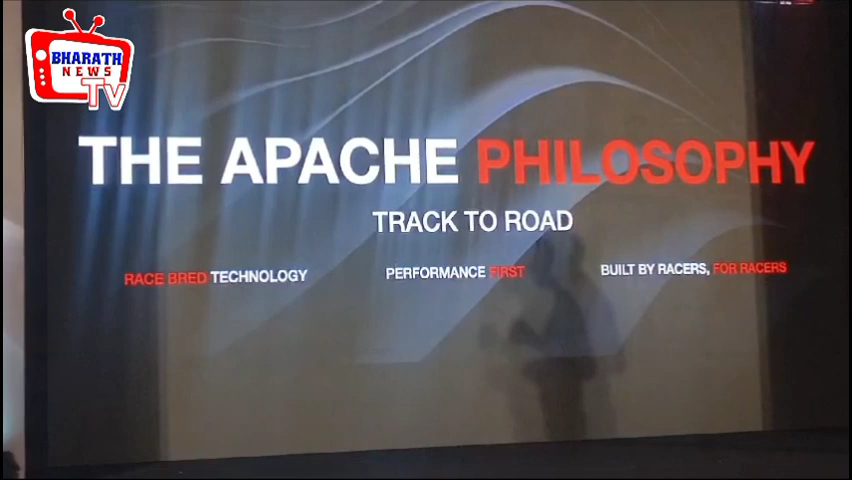 BHARATH
NEWS
TV
THE APACHE PHILOSOPHY
TRACK TO ROAD
RACE BRED TECHNOLOGY
PERFORMANCE FIRST
BUILT BY RACERS, FOR RACERS